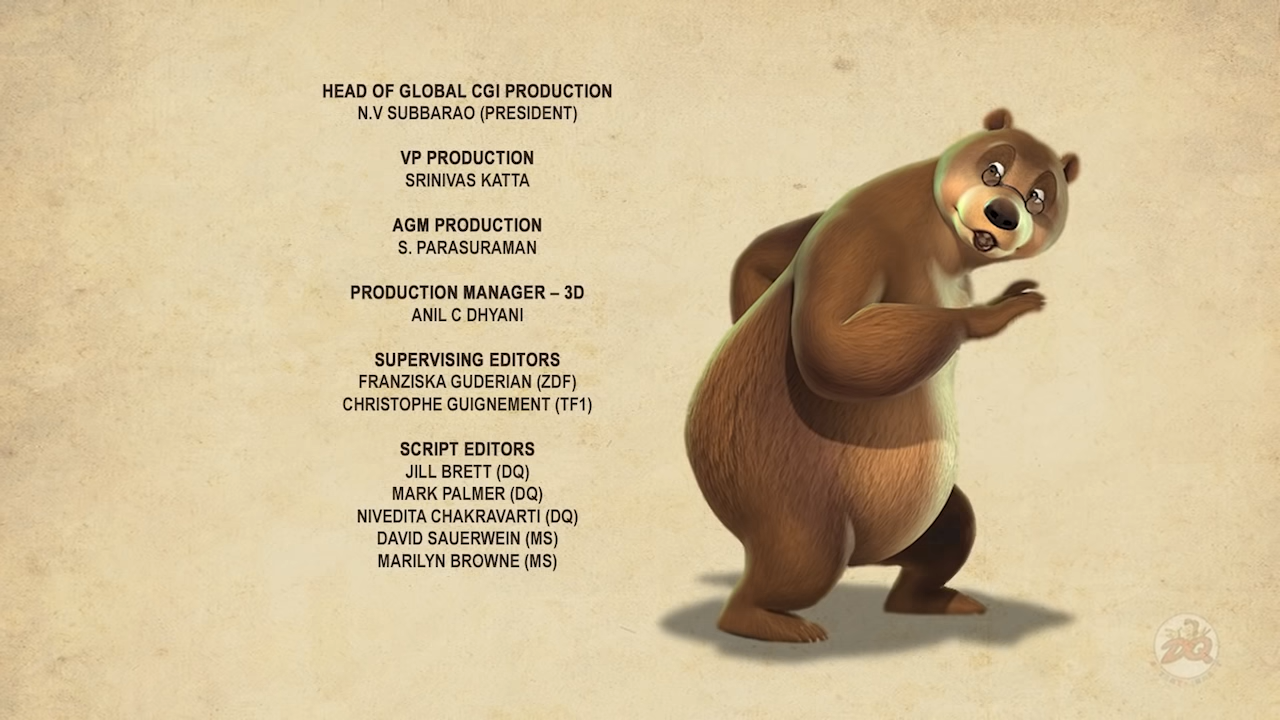 HEAD OF GLOBAL CGI PRODUCTION
N.V SUBBARAO (PRESIDENT)
VP PRODUCTION
SRINIVAS KATTA
AGM PRODUCTION
S. PARASURAMAN
PRODUCTION MANAGER – 3D
ANIL C DHYANI
SUPERVISING EDITORS
FRANZISKA GUDERIAN (ZDF)
CHRISTOPHE GUIGNEMENT (TF1)
SCRIPT EDITORS
JILL BRETT (DQ)
MARK PALMER (DQ)
NIVEDITA CHAKRAVARTI (DQ)
DAVID SAUERWEIN (MS)
MARILYN BROWNE (MS)
DQ